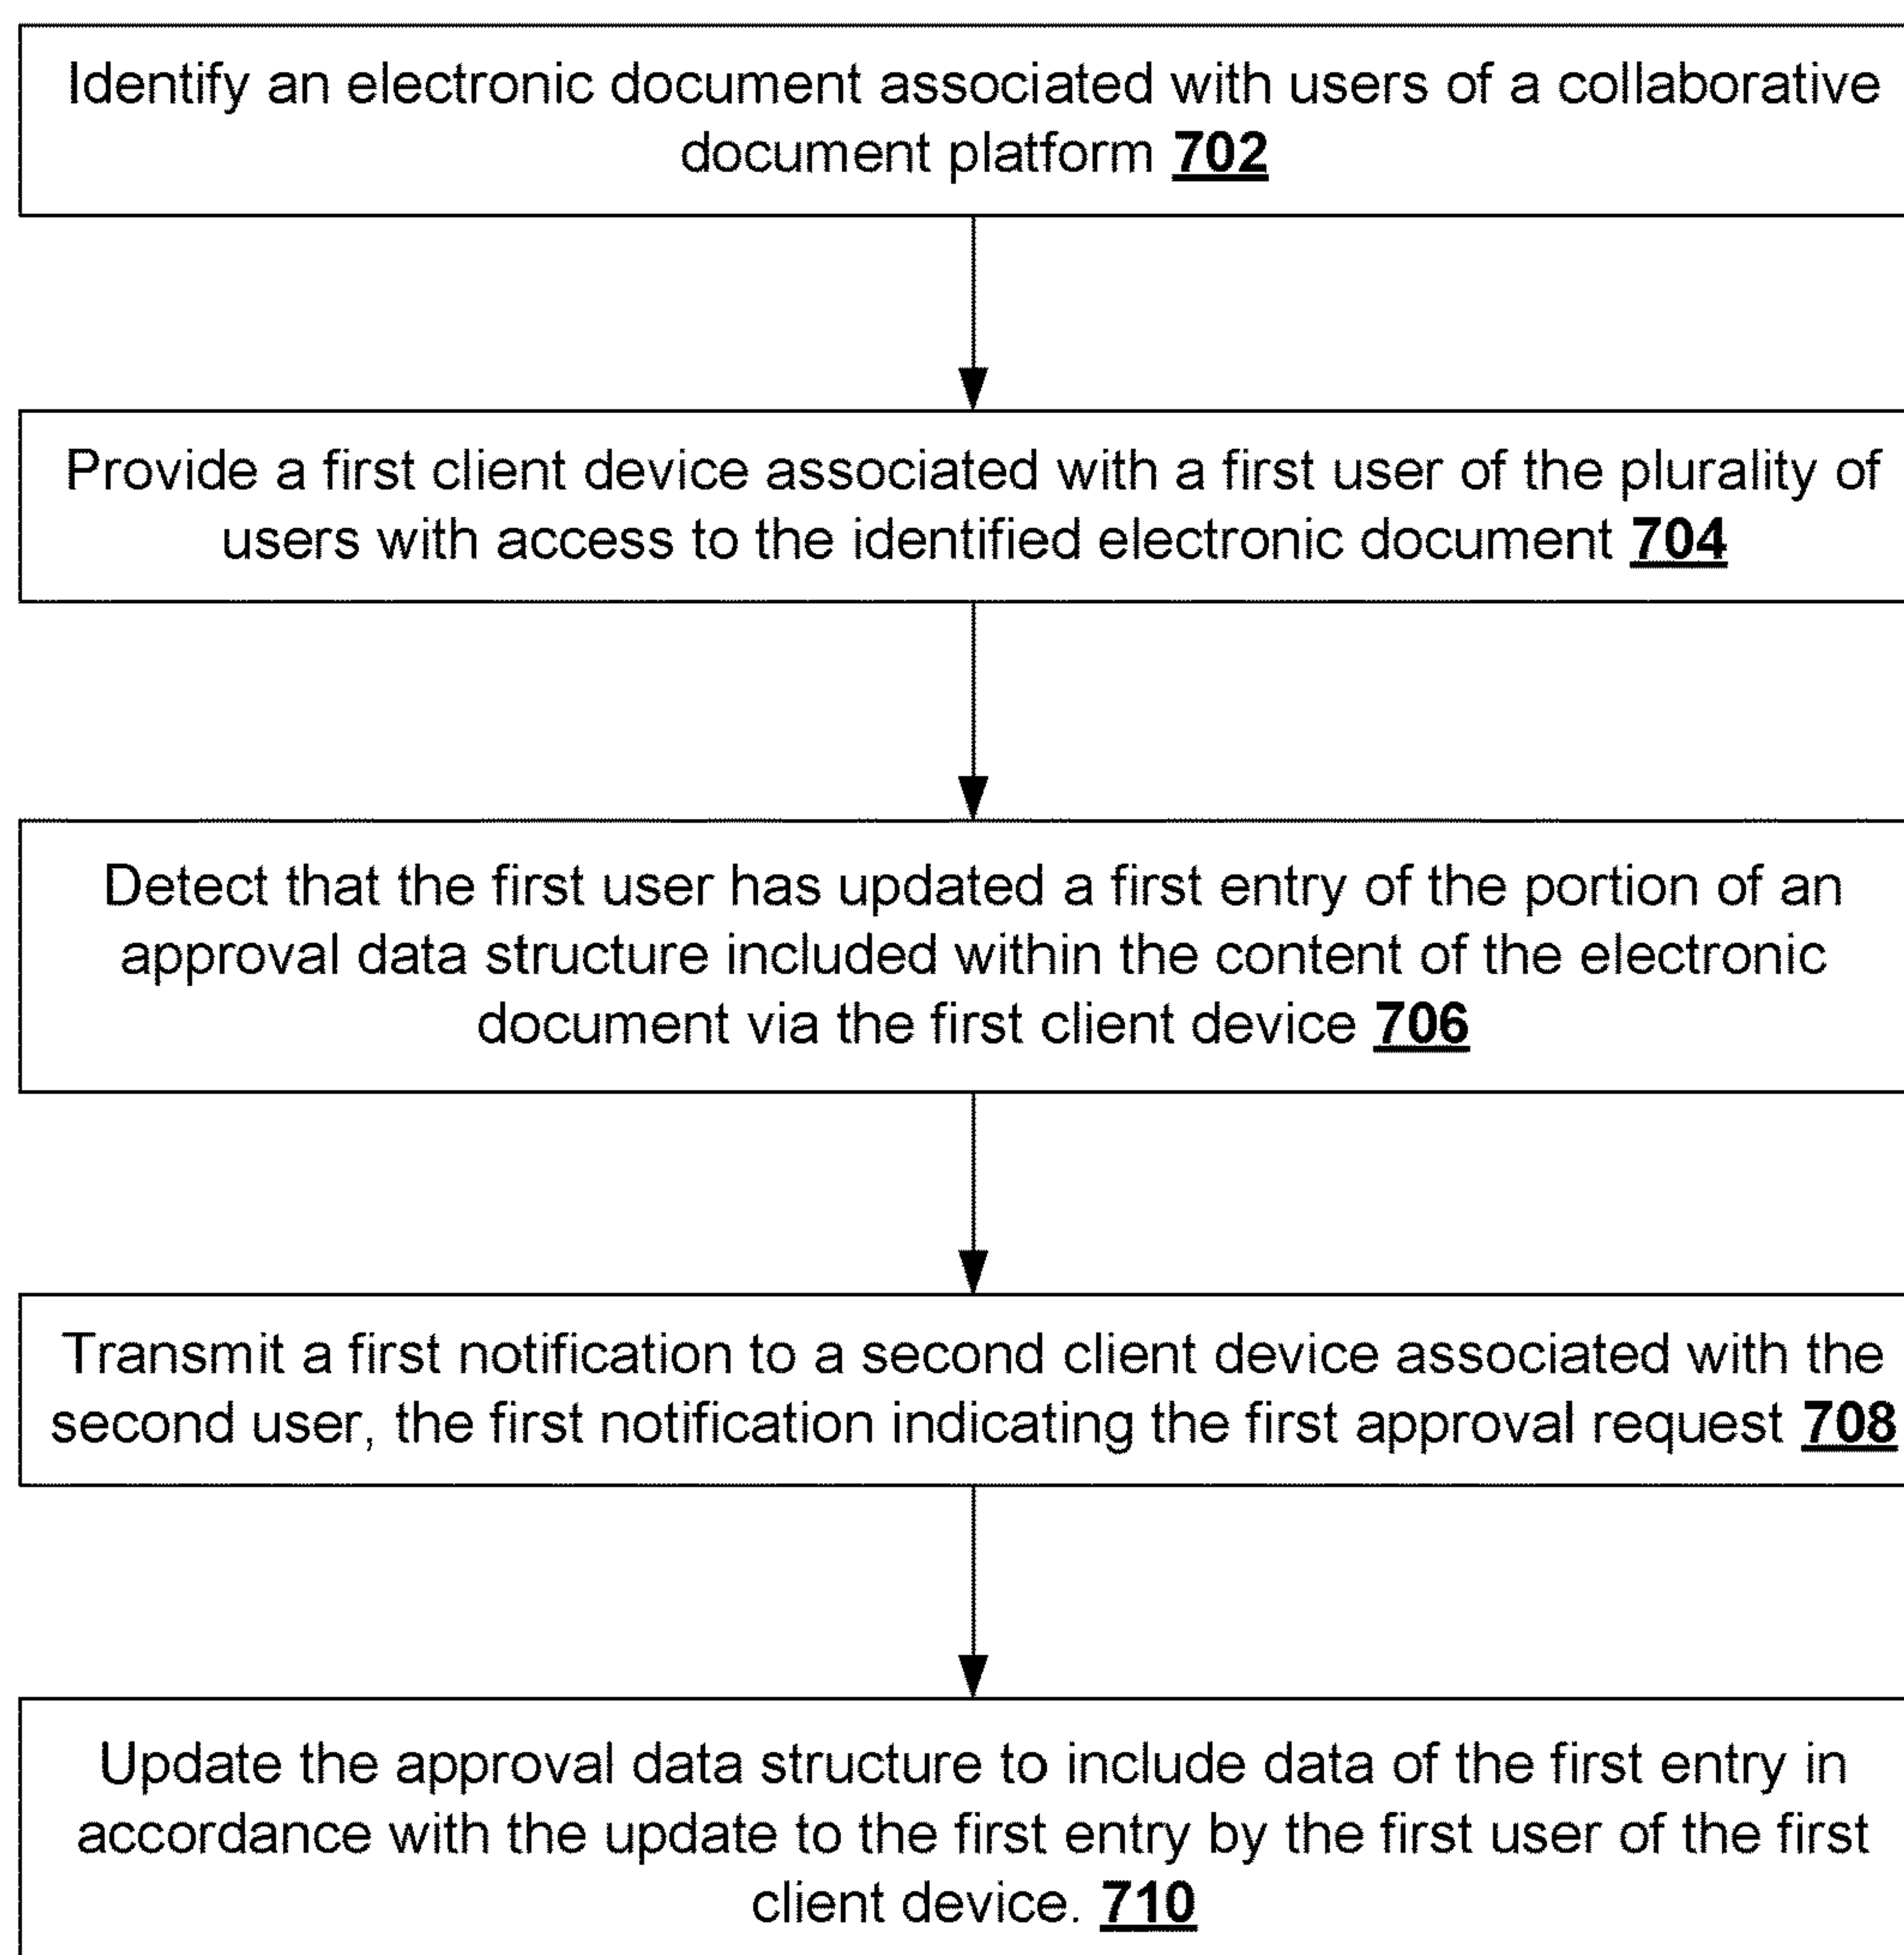 Identify an electronic document associated with users of a collaborative
document platform 702
Provide a first client device associated with a first user of the plurality of
users with access to the identified electronic document 704
Detect that the first user has updated a first entry of the portion of an
approval data structure included within the content of the electronic
document via the first client device 706
Transmit a first notification to a second client device associated with the
second user, the first notification indicating the first approval request 708
Update the approval data structure to include data of the first entry in
accordance with the update to the first entry by the first user of the first
client device. 710